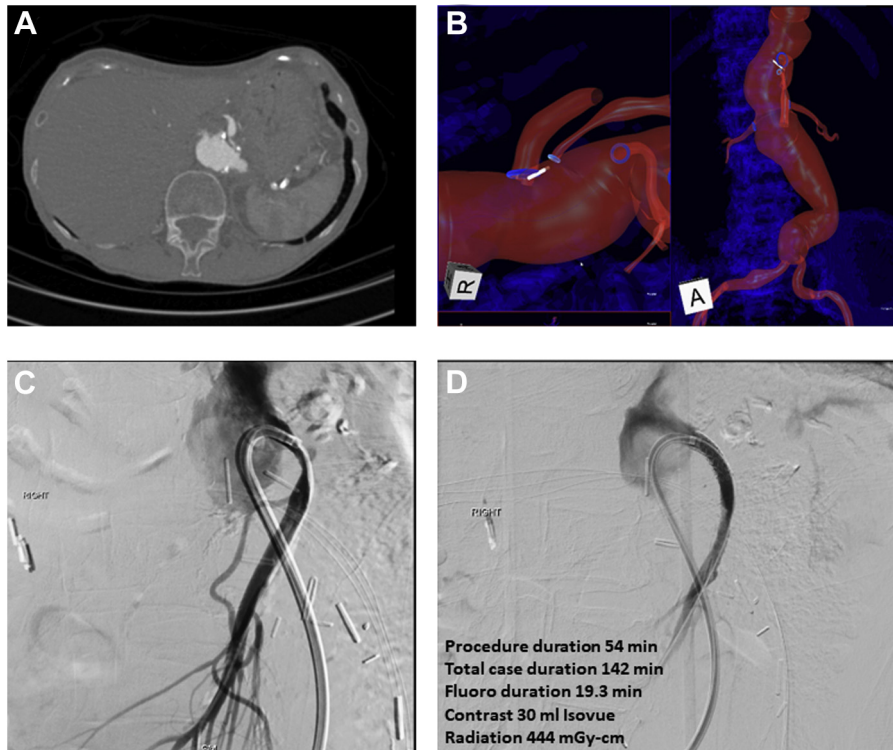 A
B
R
A
C
RIGHT
D
RIGHT
Procedure duration 54 min
Total case duration 142 min
Fluoro duration 19.3 min
Contrast 30 ml Isovue
Radiation 444 mGy-cm